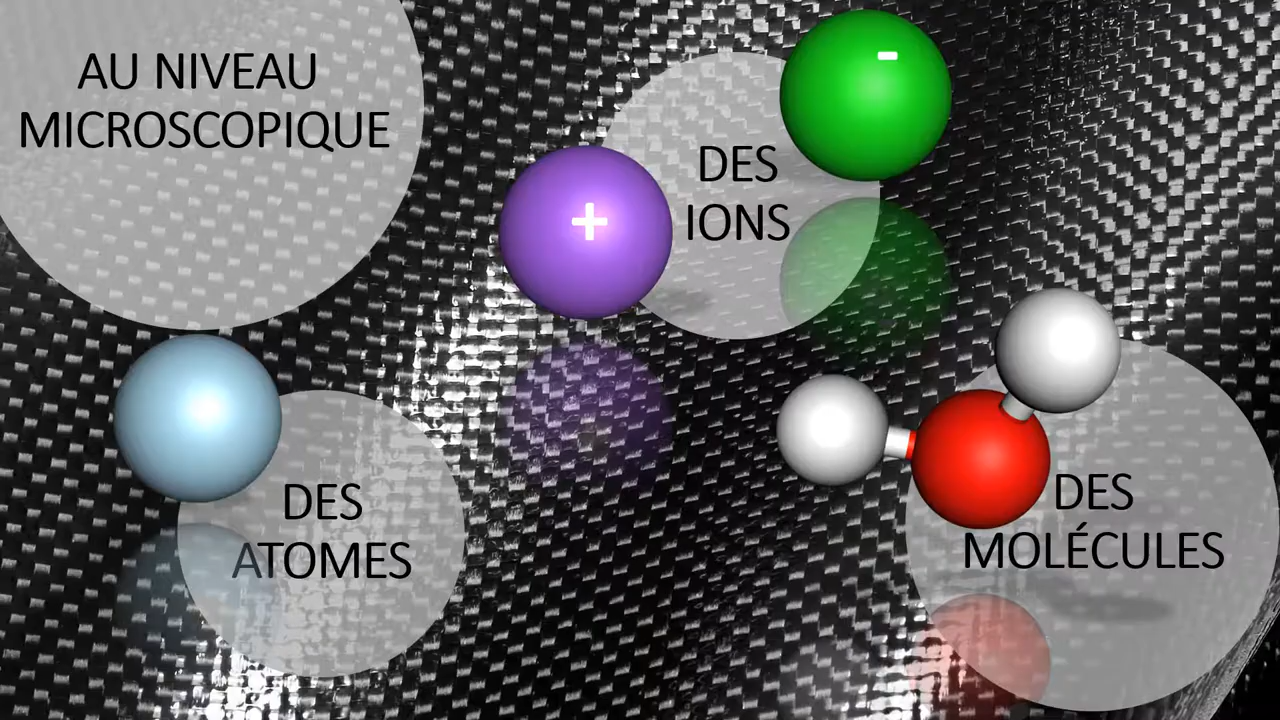 AU NIVEAU
MICROSCOPIQUE
DES
IONS
+
-
DES
ATOMES
DES
MOLÉCULES